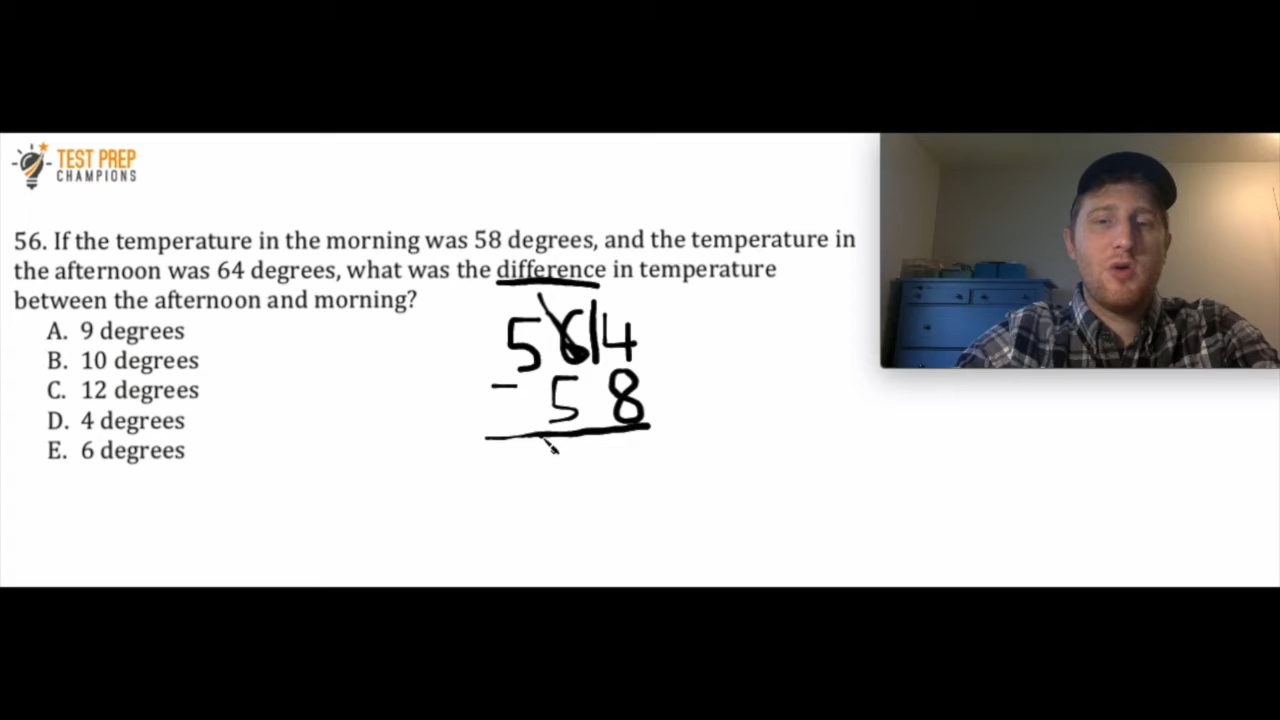 TEST PREP
CHAMPIONS
56. If the temperature in the morning was 58 degrees, and the temperature in
the afternoon was 64 degrees, what was the difference in temperature
between the afternoon and morning?
A. 9 degrees
B. 10 degrees
C. 12 degrees
D. 4 degrees
E. 6 degrees
5 6 14
- 5 8